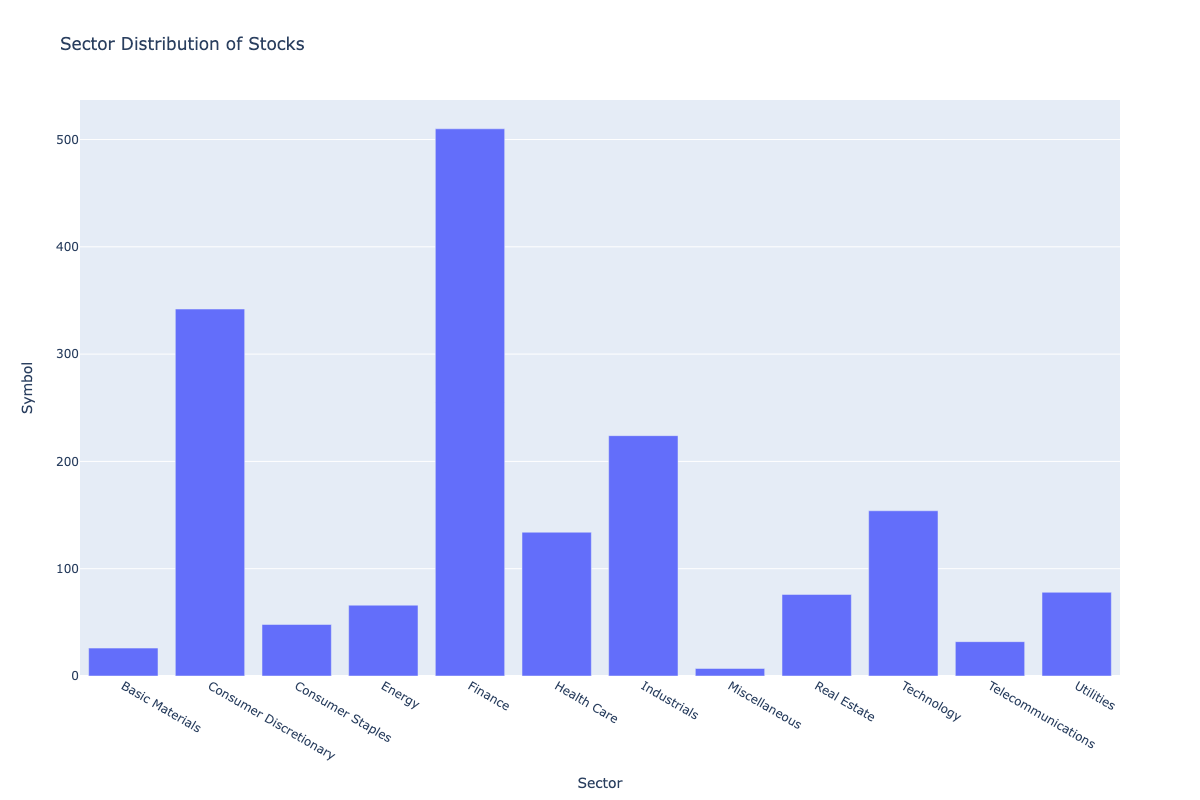 Sector Distribution of Stocks
500
400
300
200
100
0
Symbol
Basic Materials
Consumer Discretionary
Consumer Staples
Energy
Finance
Health Care
Industrials
Miscellaneous
Real Estate
Technology
Telecommunications
Utilities
Sector